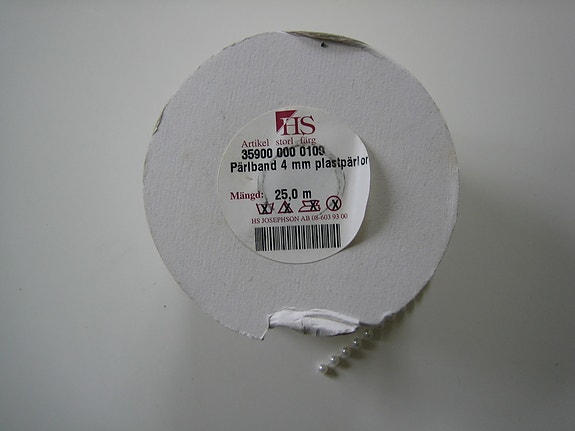 HS
Artikel storl färg
35900 000 0100
Pärlband 4 mm plastpärlor
Mängd: 25,0 m
HS JOSEPHSON AB 08-603 93 00